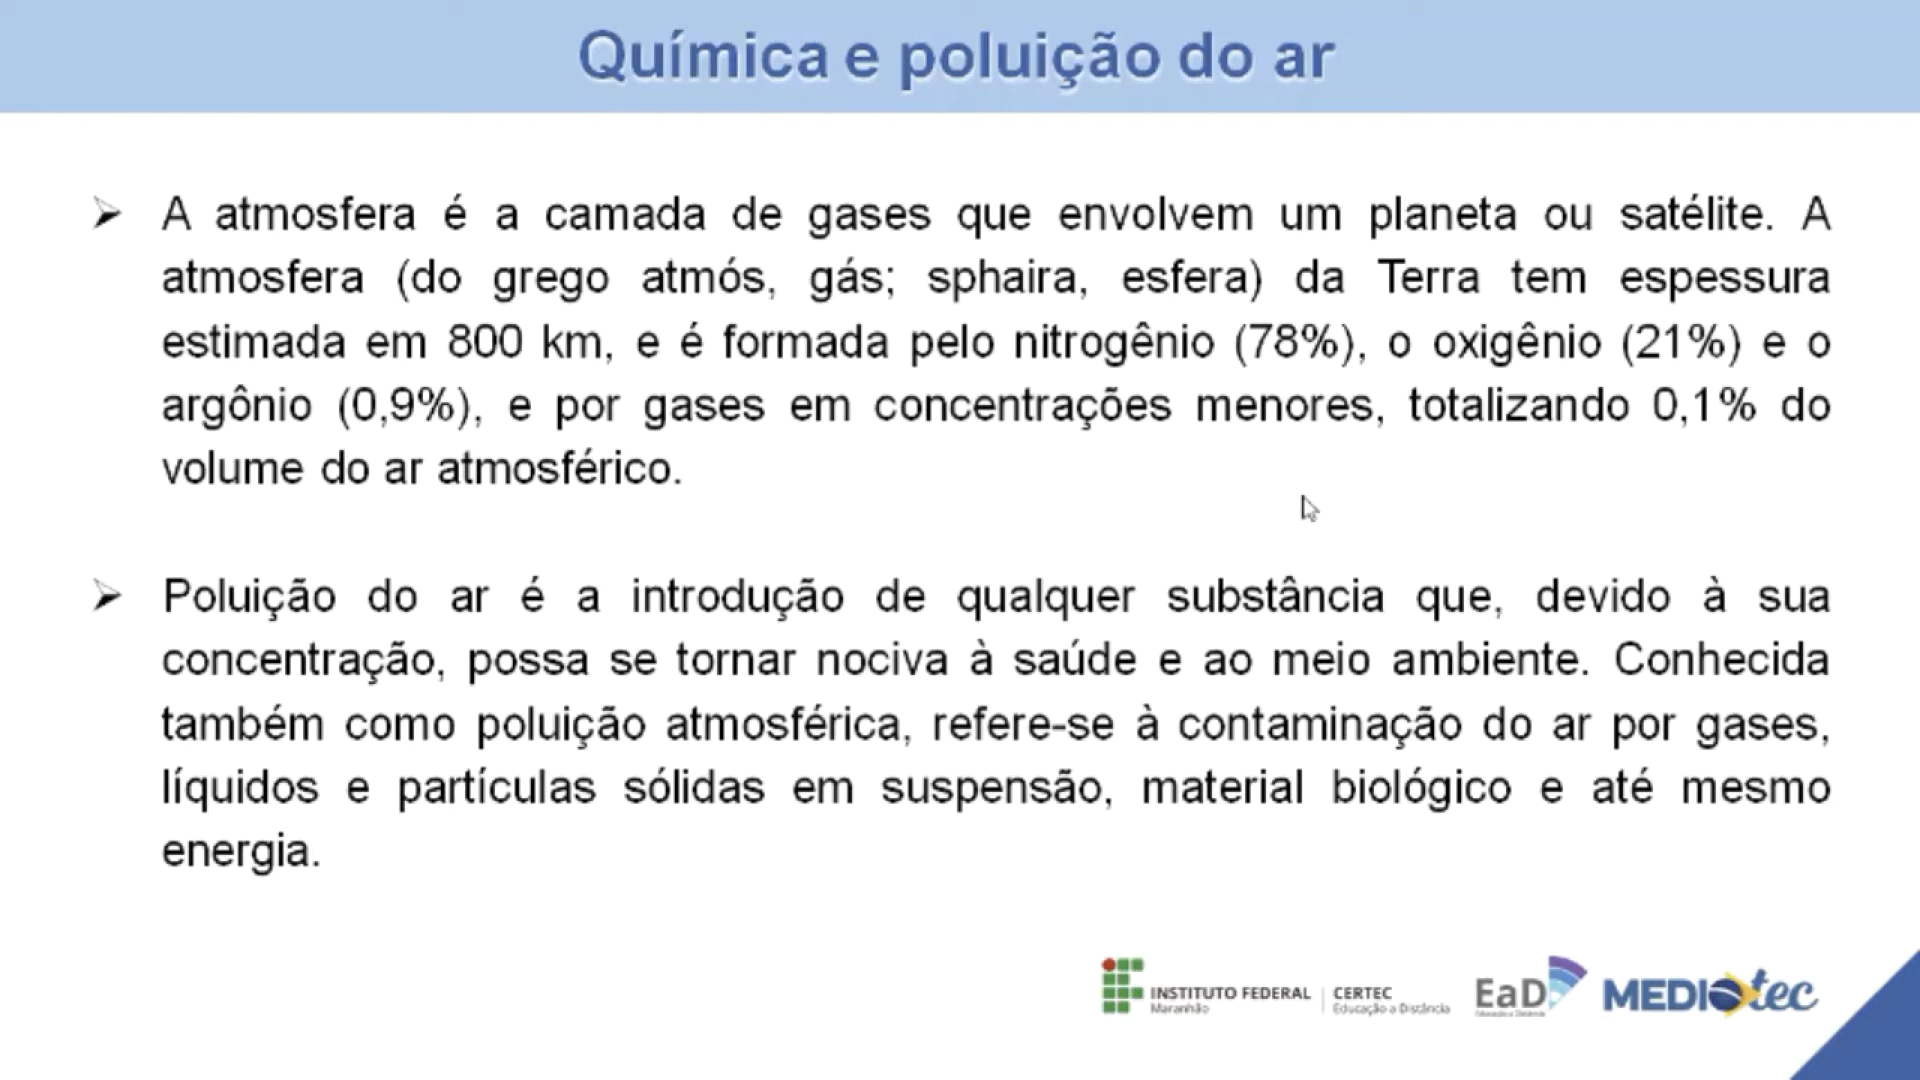 Química e poluição do ar
➢ A atmosfera é a camada de gases que envolvem um planeta ou satélite. A
atmosfera (do grego atmós, gás; sphaira, esfera) da Terra tem espessura
estimada em 800 km, e é formada pelo nitrogênio (78%), o oxigênio (21%) e o
argônio (0,9%), e por gases em concentrações menores, totalizando 0,1% do
volume do ar atmosférico.
➢ Poluição do ar é a introdução de qualquer substância que, devido à sua
concentração, possa se tornar nociva à saúde e ao meio ambiente. Conhecida
também como poluição atmosférica, refere-se à contaminação do ar por gases,
líquidos e partículas sólidas em suspensão, material biológico e até mesmo
energia.
INSTITUTO FEDERAL
Maranhão
CERTEC
Educação a Distância
EaD
Educação a Distância
MEDIOtec